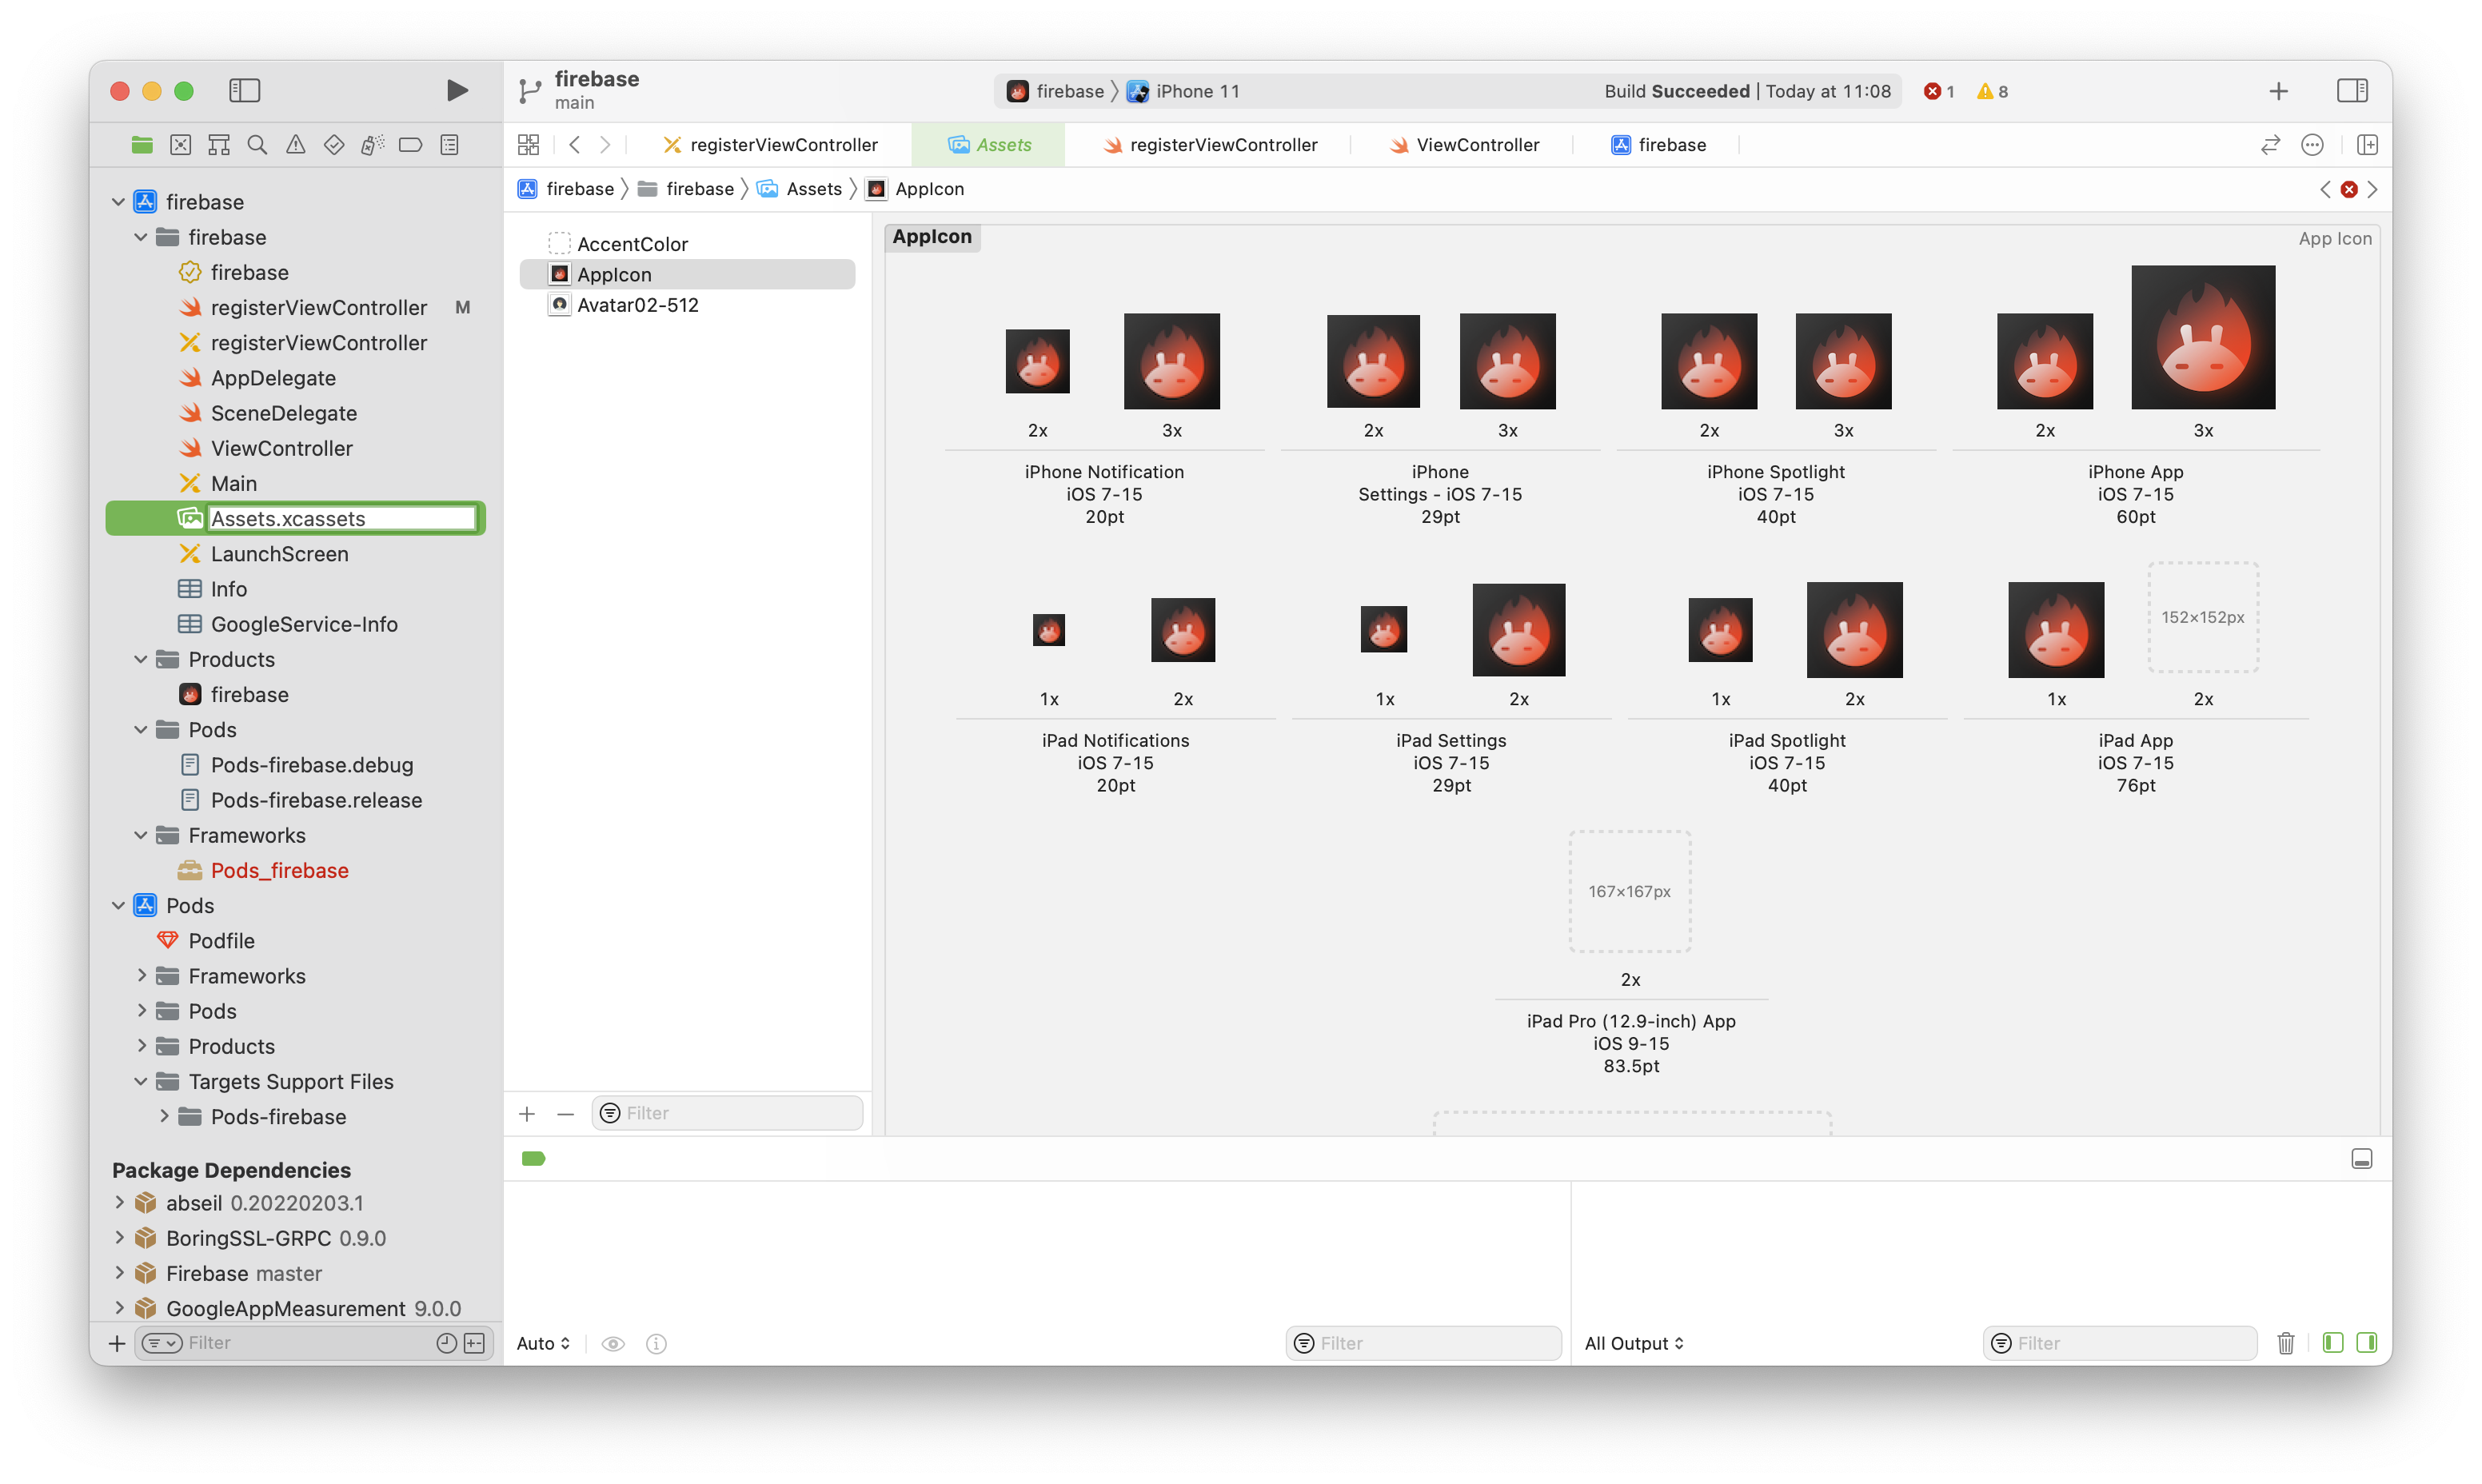 firebase
main
firebase
iPhone 11
Build Succeeded | Today at 11:08
1
8
registerViewController
Assets
registerViewController
ViewController
firebase
firebase
firebase
Assets
AppIcon
firebase
firebase
firebase
registerViewController
M
registerViewController
AppDelegate
SceneDelegate
ViewController
Main
Assets.xcassets
LaunchScreen
Info
GoogleService-Info
Products
firebase
Pods
Pods-firebase.debug
Pods-firebase.release
Frameworks
Pods_firebase
Pods
Podfile
Frameworks
Pods
Products
Targets Support Files
Pods-firebase
Package Dependencies
abseil 0.20220203.1
BoringSSL-GRPC 0.9.0
Firebase master
GoogleAppMeasurement 9.0.0
Filter
AccentColor
AppIcon
Avatar02-512
Filter
AppIcon
App Icon
2x
3x
iPhone Notification
iOS 7-15
20pt
2x
3x
iPhone
Settings - iOS 7-15
29pt
2x
3x
iPhone Spotlight
iOS 7-15
40pt
2x
3x
iPhone App
iOS 7-15
60pt
1x
2x
iPad Notifications
iOS 7-15
20pt
1x
2x
iPad Settings
iOS 7-15
29pt
1x
2x
iPad Spotlight
iOS 7-15
40pt
152×152px
1x
2x
iPad App
iOS 7-15
76pt
167×167px
2x
iPad Pro (12.9-inch) App
iOS 9-15
83.5pt
Auto
Filter
All Output
Filter